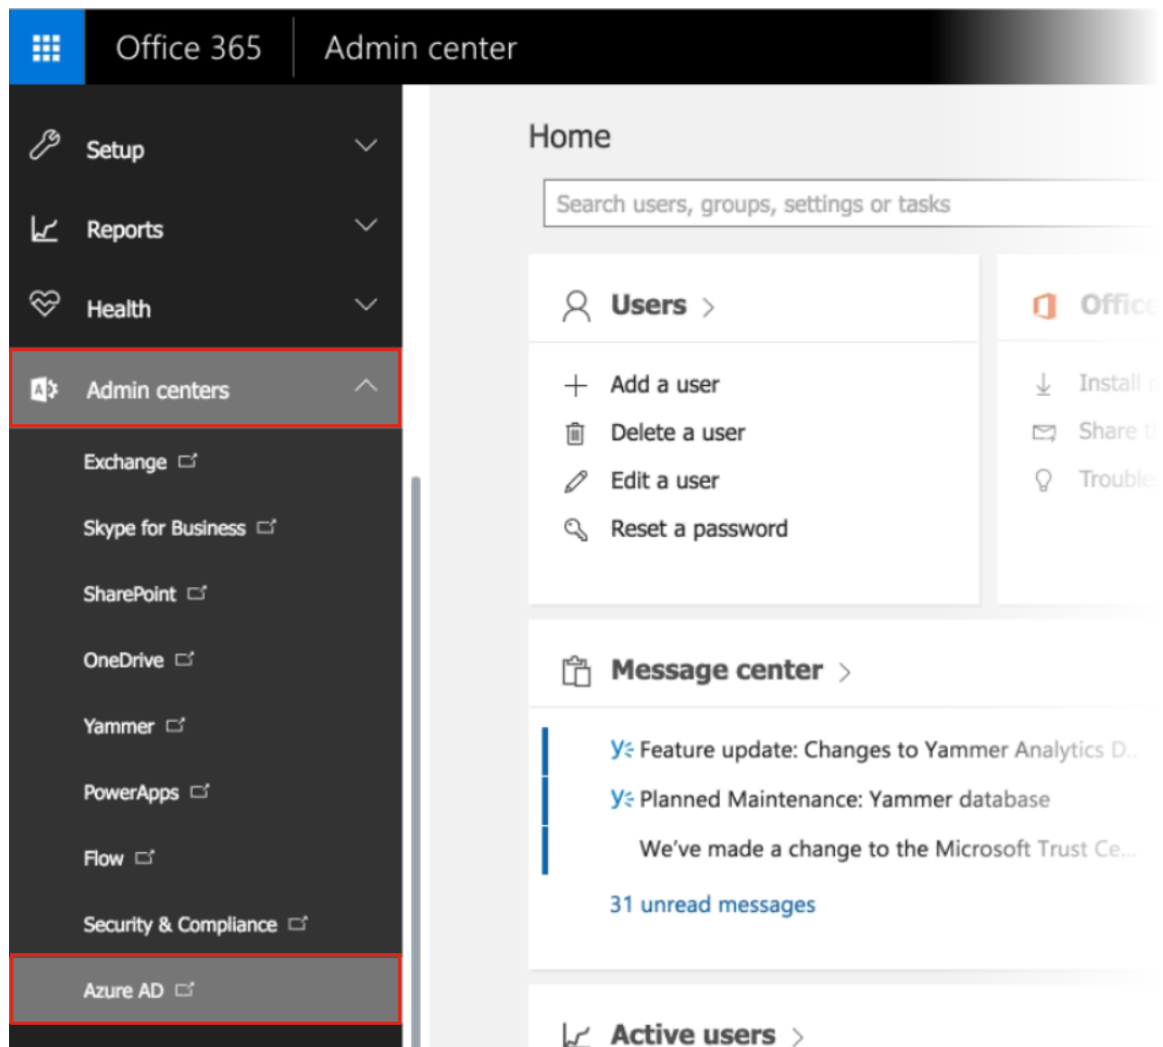 Office 365
Admin center
Setup
Reports
Health
Admin centers
Exchange
Skype for Business
SharePoint
OneDrive
Yammer
PowerApps
Flow
Security & Compliance
Azure AD
Home
Search users, groups, settings or tasks
Users
Add a user
Delete a user
Edit a user
Reset a password
Office
Install
Share
Message center
Feature update: Changes to Yammer Analytics D..
Planned Maintenance: Yammer database
We've made a change to the Microsoft Trust Ce...
31 unread messages
Active users